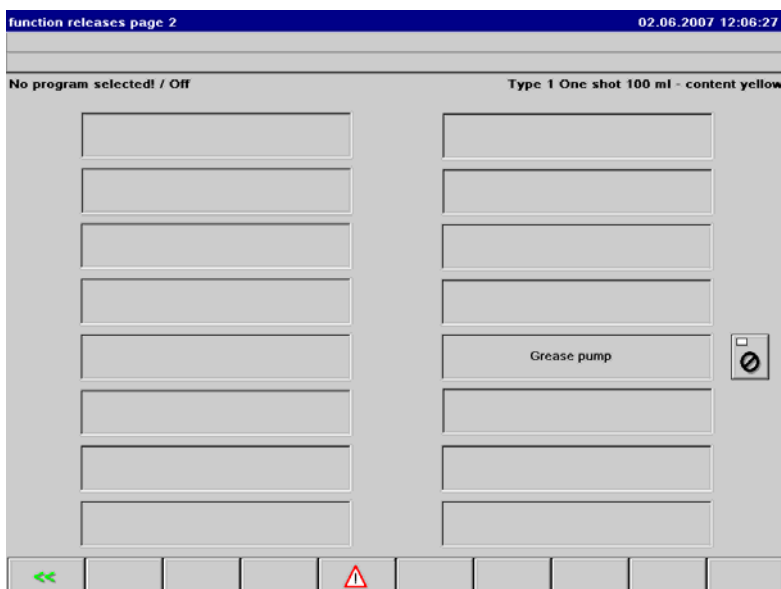 function releases page 2 02.06.2007 12:06:27
No program selected! / Off Type 1 One shot 100 ml - content yellow
Grease pump
<<